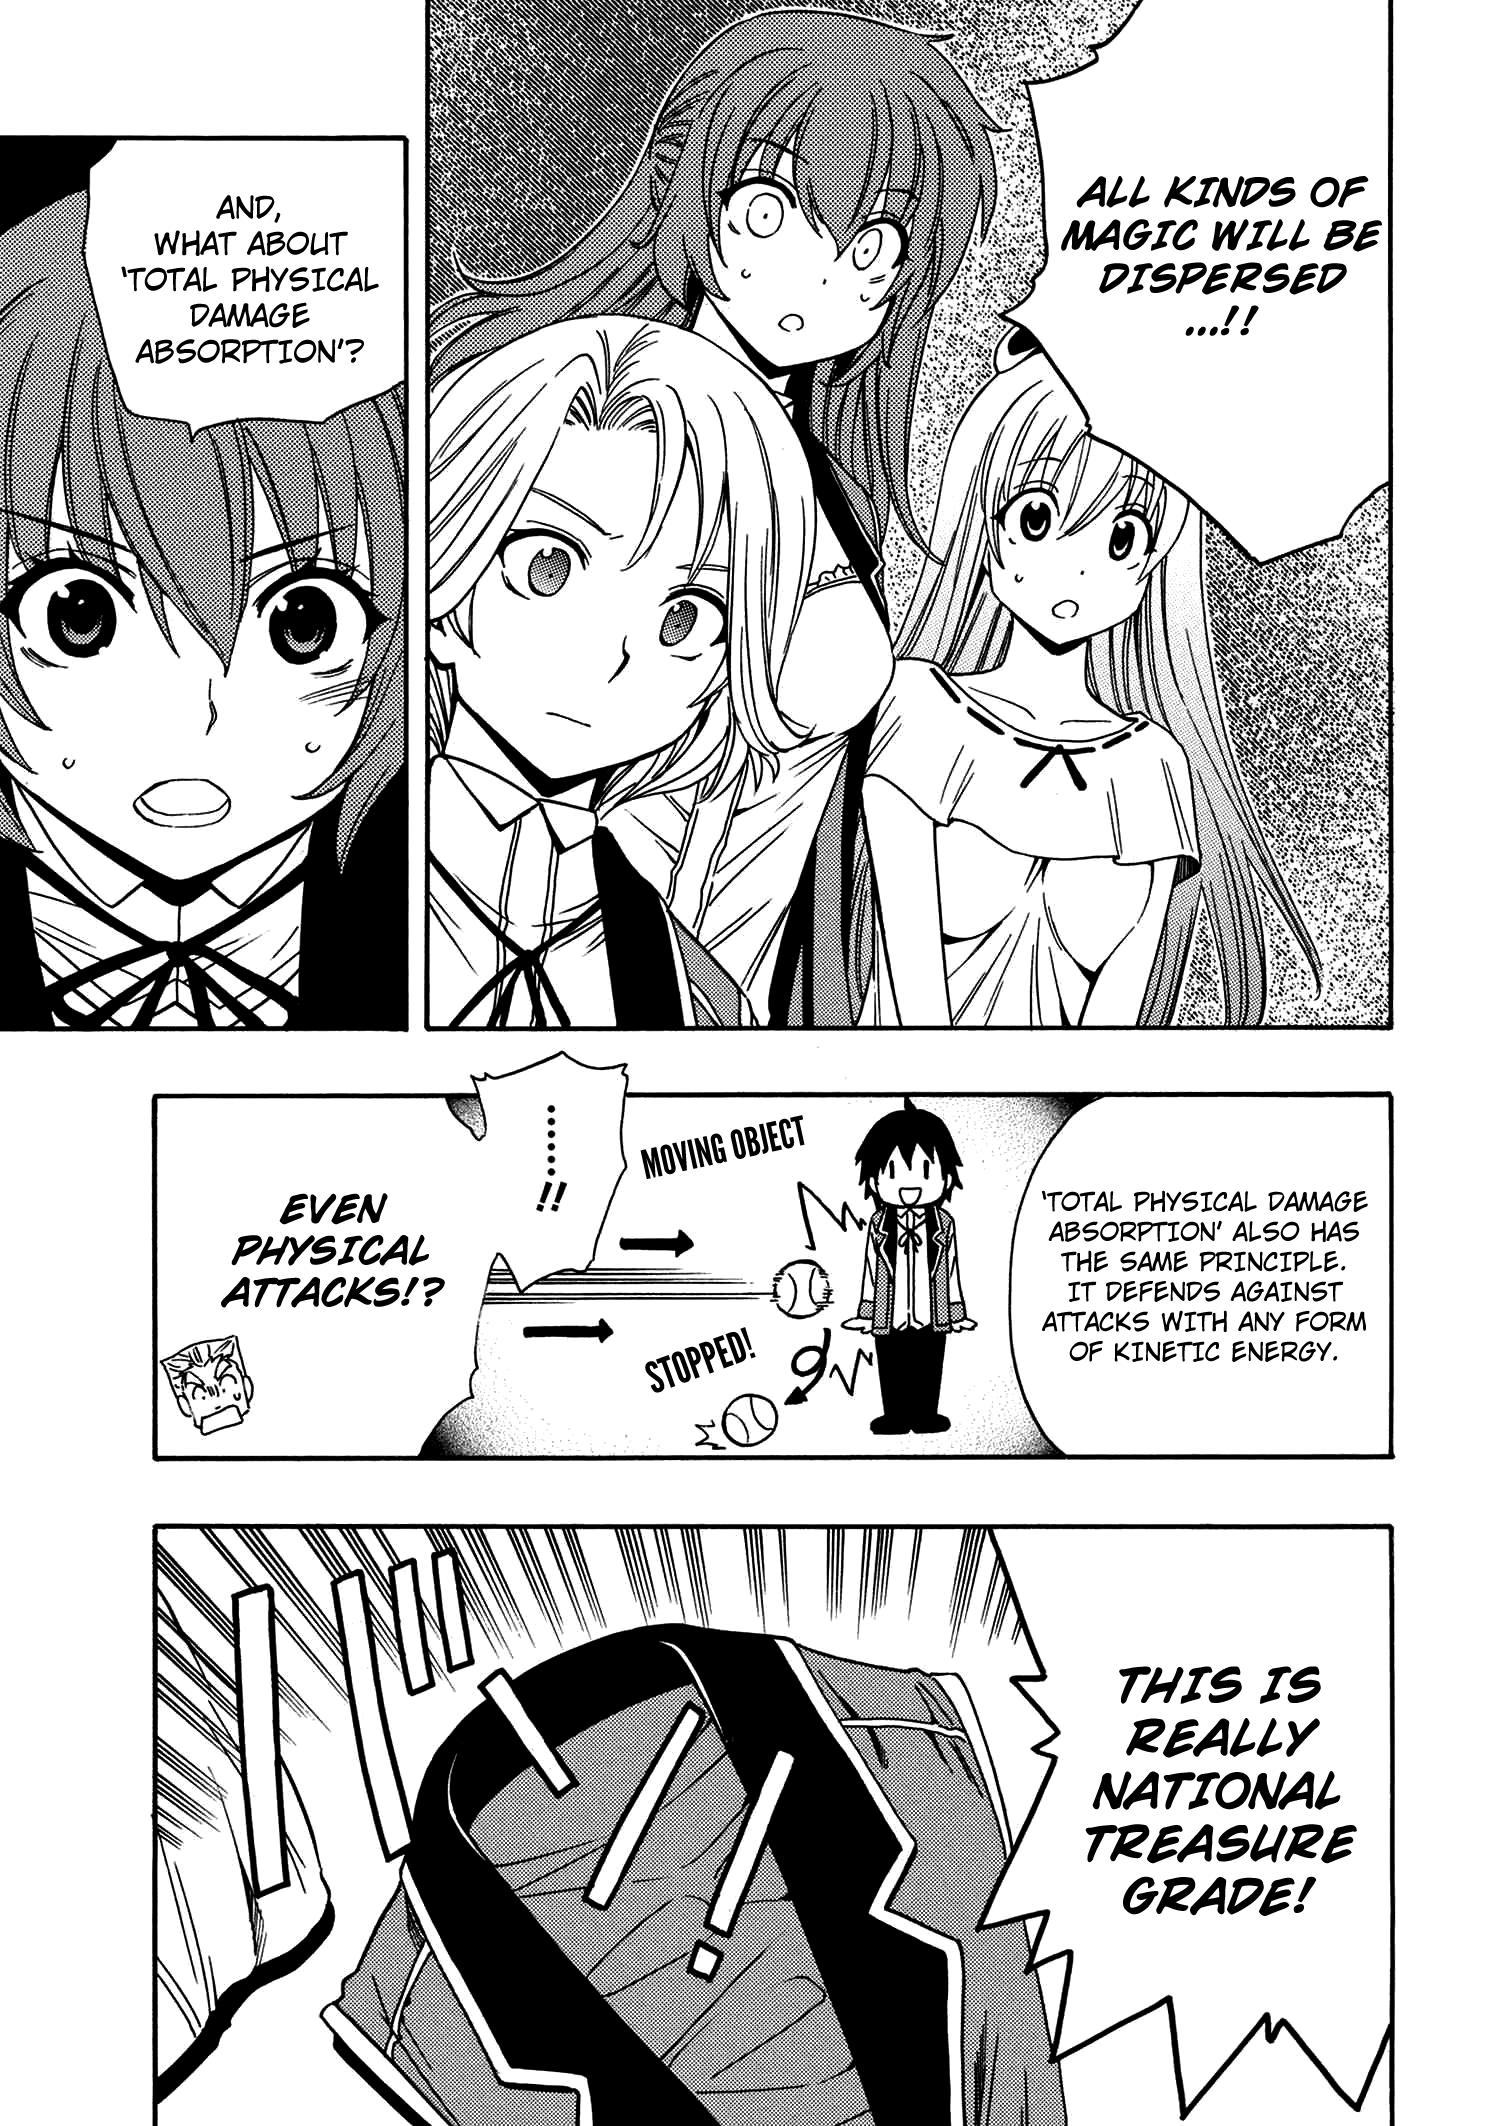 ALL KINDS OF
MAGIC WILL BE
DISPERSED
...!!
AND,
WHAT ABOUT
'TOTAL PHYSICAL
DAMAGE
ABSORPTION'?
'TOTAL PHYSICAL DAMAGE
ABSORPTION' ALSO HAS
THE SAME PRINCIPLE.
IT DEFENDS AGAINST
ATTACKS WITH ANY FORM
OF KINETIC ENERGY.
MOVING OBJECT
STOPPED!
......!!
EVEN
PHYSICAL
ATTACKS!?
THIS IS
REALLY
NATIONAL
TREASURE
GRADE!